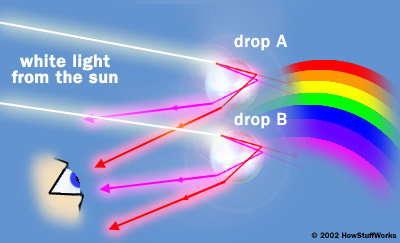 drop A
white light
from the sun
drop B
© 2002 HowStuffWorks